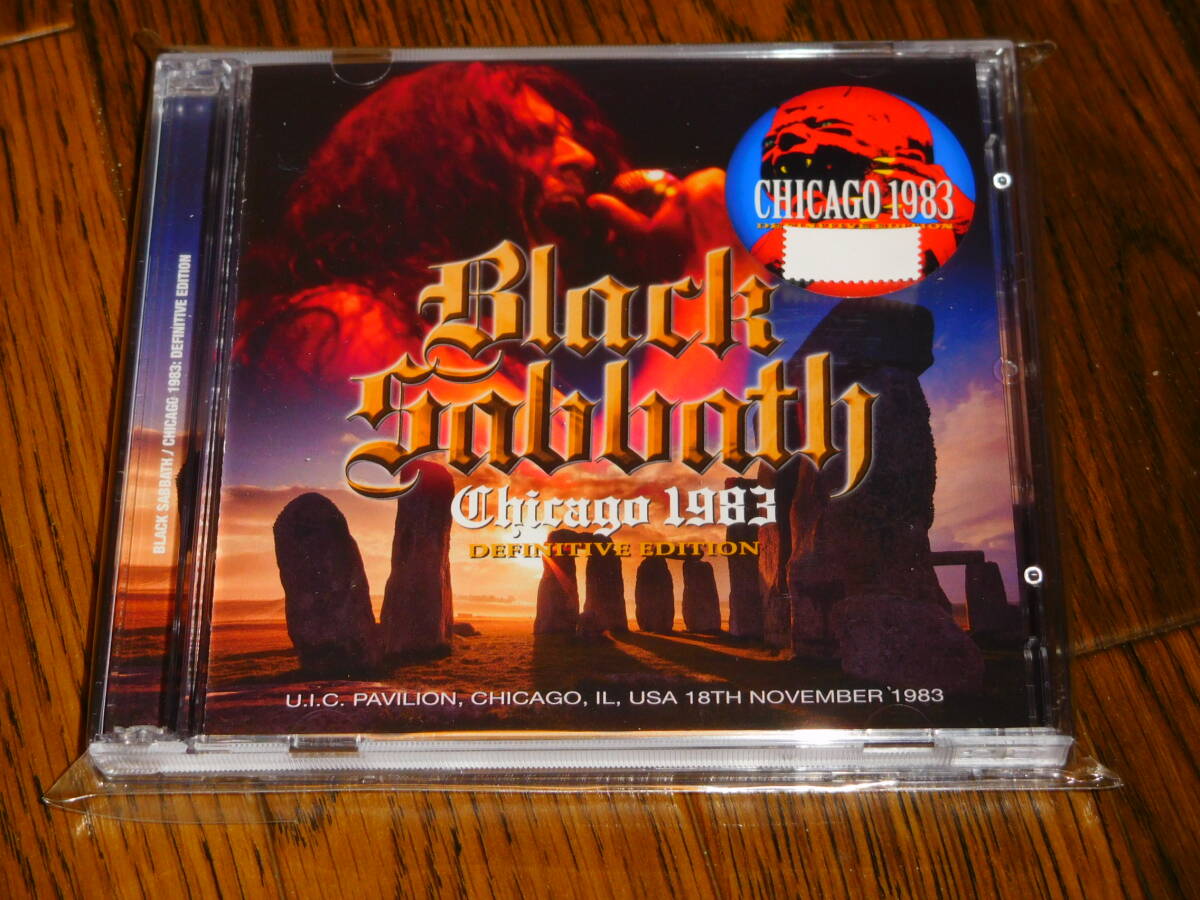 CHICAGO 1983
DEFINITIVE EDITION
Black
Sabbath
Chicago 1983
DEFINITIVE EDITION
U.I.C. PAVILION, CHICAGO, IL, USA 18TH NOVEMBER 1983
BLACK SABBATH / CHICAGO 1983: DEFINITIVE EDITION